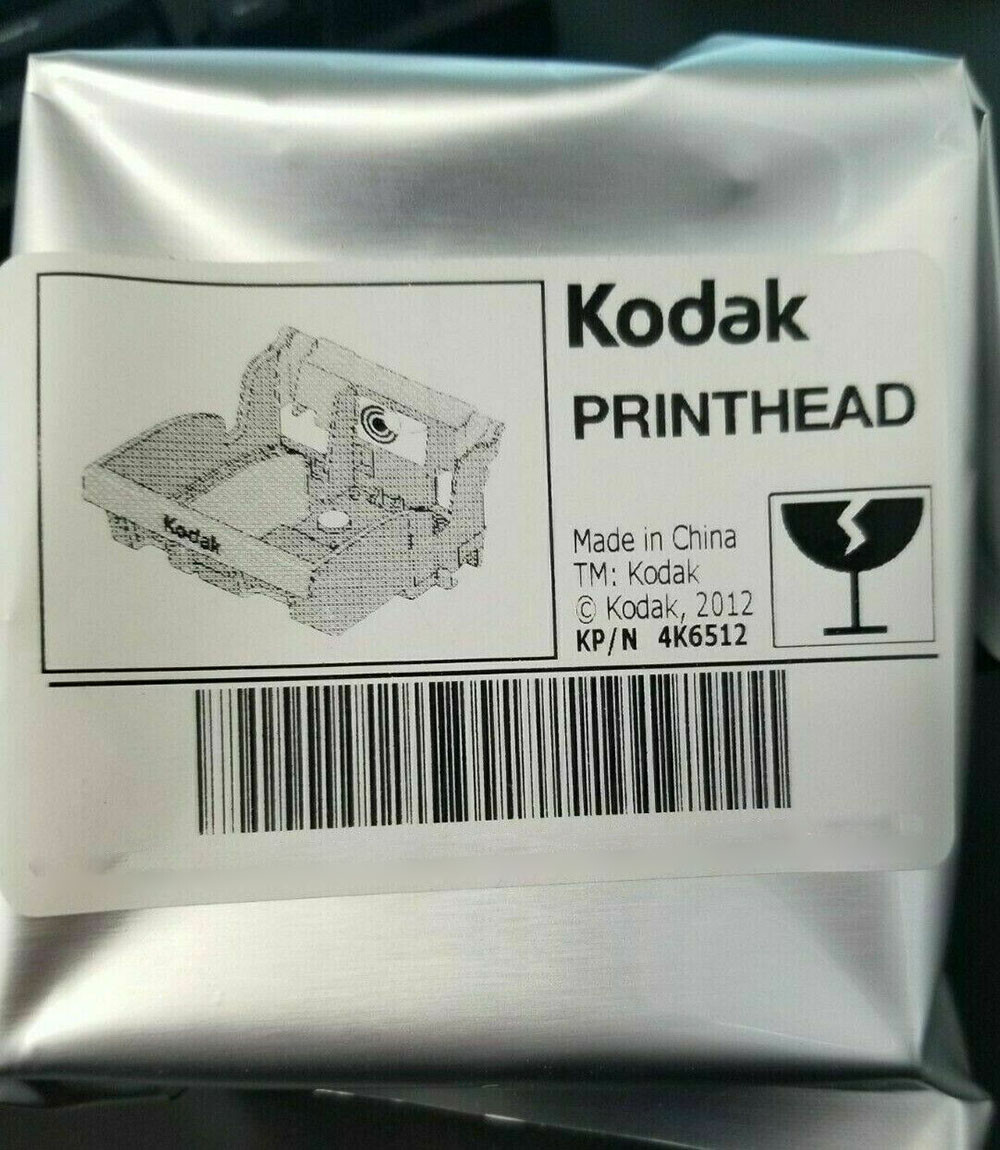 Kodak
PRINTHEAD
Kodak
Made in China
TM: Kodak
© Kodak, 2012
KP/N 4K6512